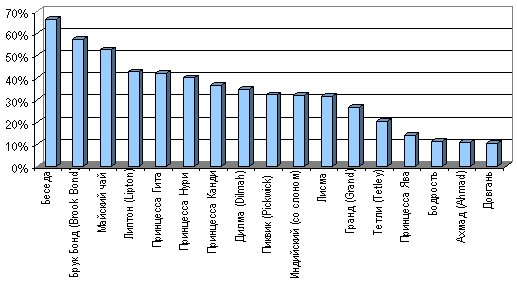 70%
60%
50%
40%
30%
20%
10%
0%
Беседа
Брук Бонд (Brook Bond)
Майский чай
Липтон (Lipton)
Принцесса Гита
Принцесса Нури
Принцесса Канди
Дилма (Dilmah)
Пиквик (Pickwick)
Индийский (со слоном)
Лисма
Гранд (Grand)
Тетли (Tetley)
Принцесса Ява
Бодрость
Ахмад (Ahmad)
Довгань